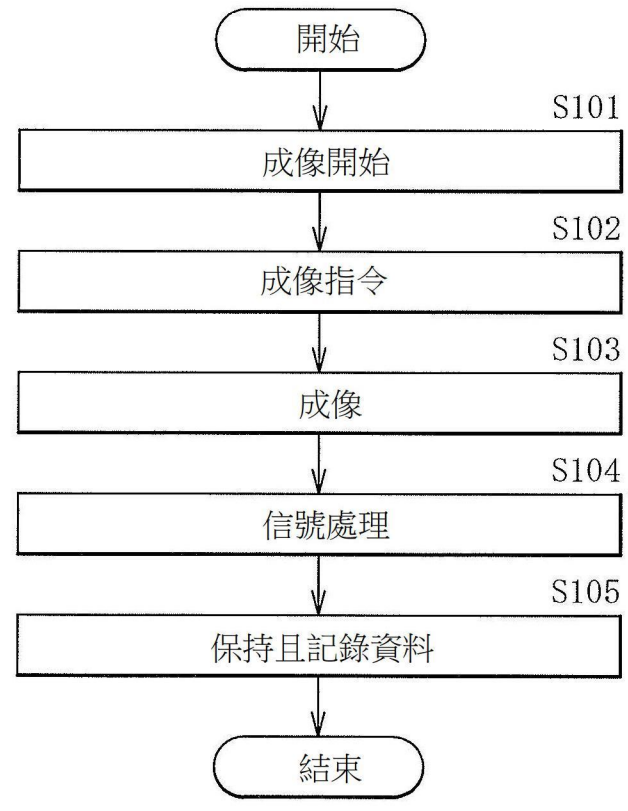 開始
S101
成像開始
S102
成像指令
S103
成像
S104
信號處理
S105
保持且記錄資料
結束